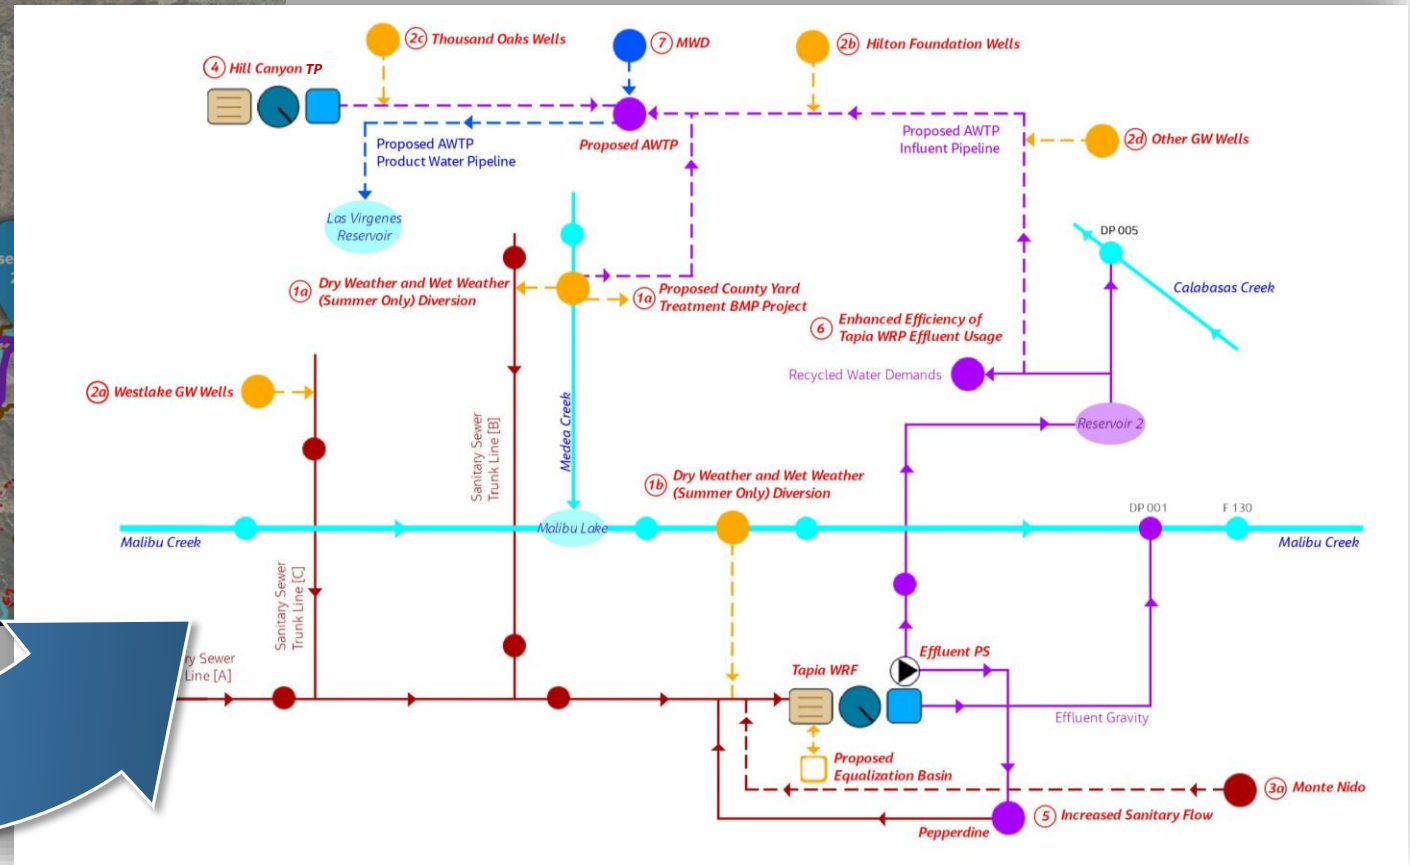 2c Thousand Oaks Wells
7 MWD
2b Hilton Foundation Wells
4 Hill Canyon TP
Proposed AWTP
Product Water Pipeline
Proposed AWTP
Proposed AWTP
Influent Pipeline
2d Other GW Wells
Las Virgenes
Reservoir
DP 005
1a Dry Weather and Wet Weather
(Summer Only) Diversion
1a Proposed County Yard
Treatment BMP Project
Calabasas Creek
6 Enhanced Efficiency of
Tapia WRP Effluent Usage
Recycled Water Demands
2a Westlake GW Wells
Sanitary Sewer
Trunk Line [B]
Medea Creek
Reservoir 2
1b Dry Weather and Wet Weather
(Summer Only) Diversion
DP 001
F 130
Malibu Creek
Malibu Lake
Malibu Creek
Sanitary Sewer
Trunk Line [C]
Sewer
Line [A]
Tapia WRF
Effluent PS
Effluent Gravity
Proposed
Equalization Basin
3a Monte Nido
5 Increased Sanitary Flow
Pepperdine